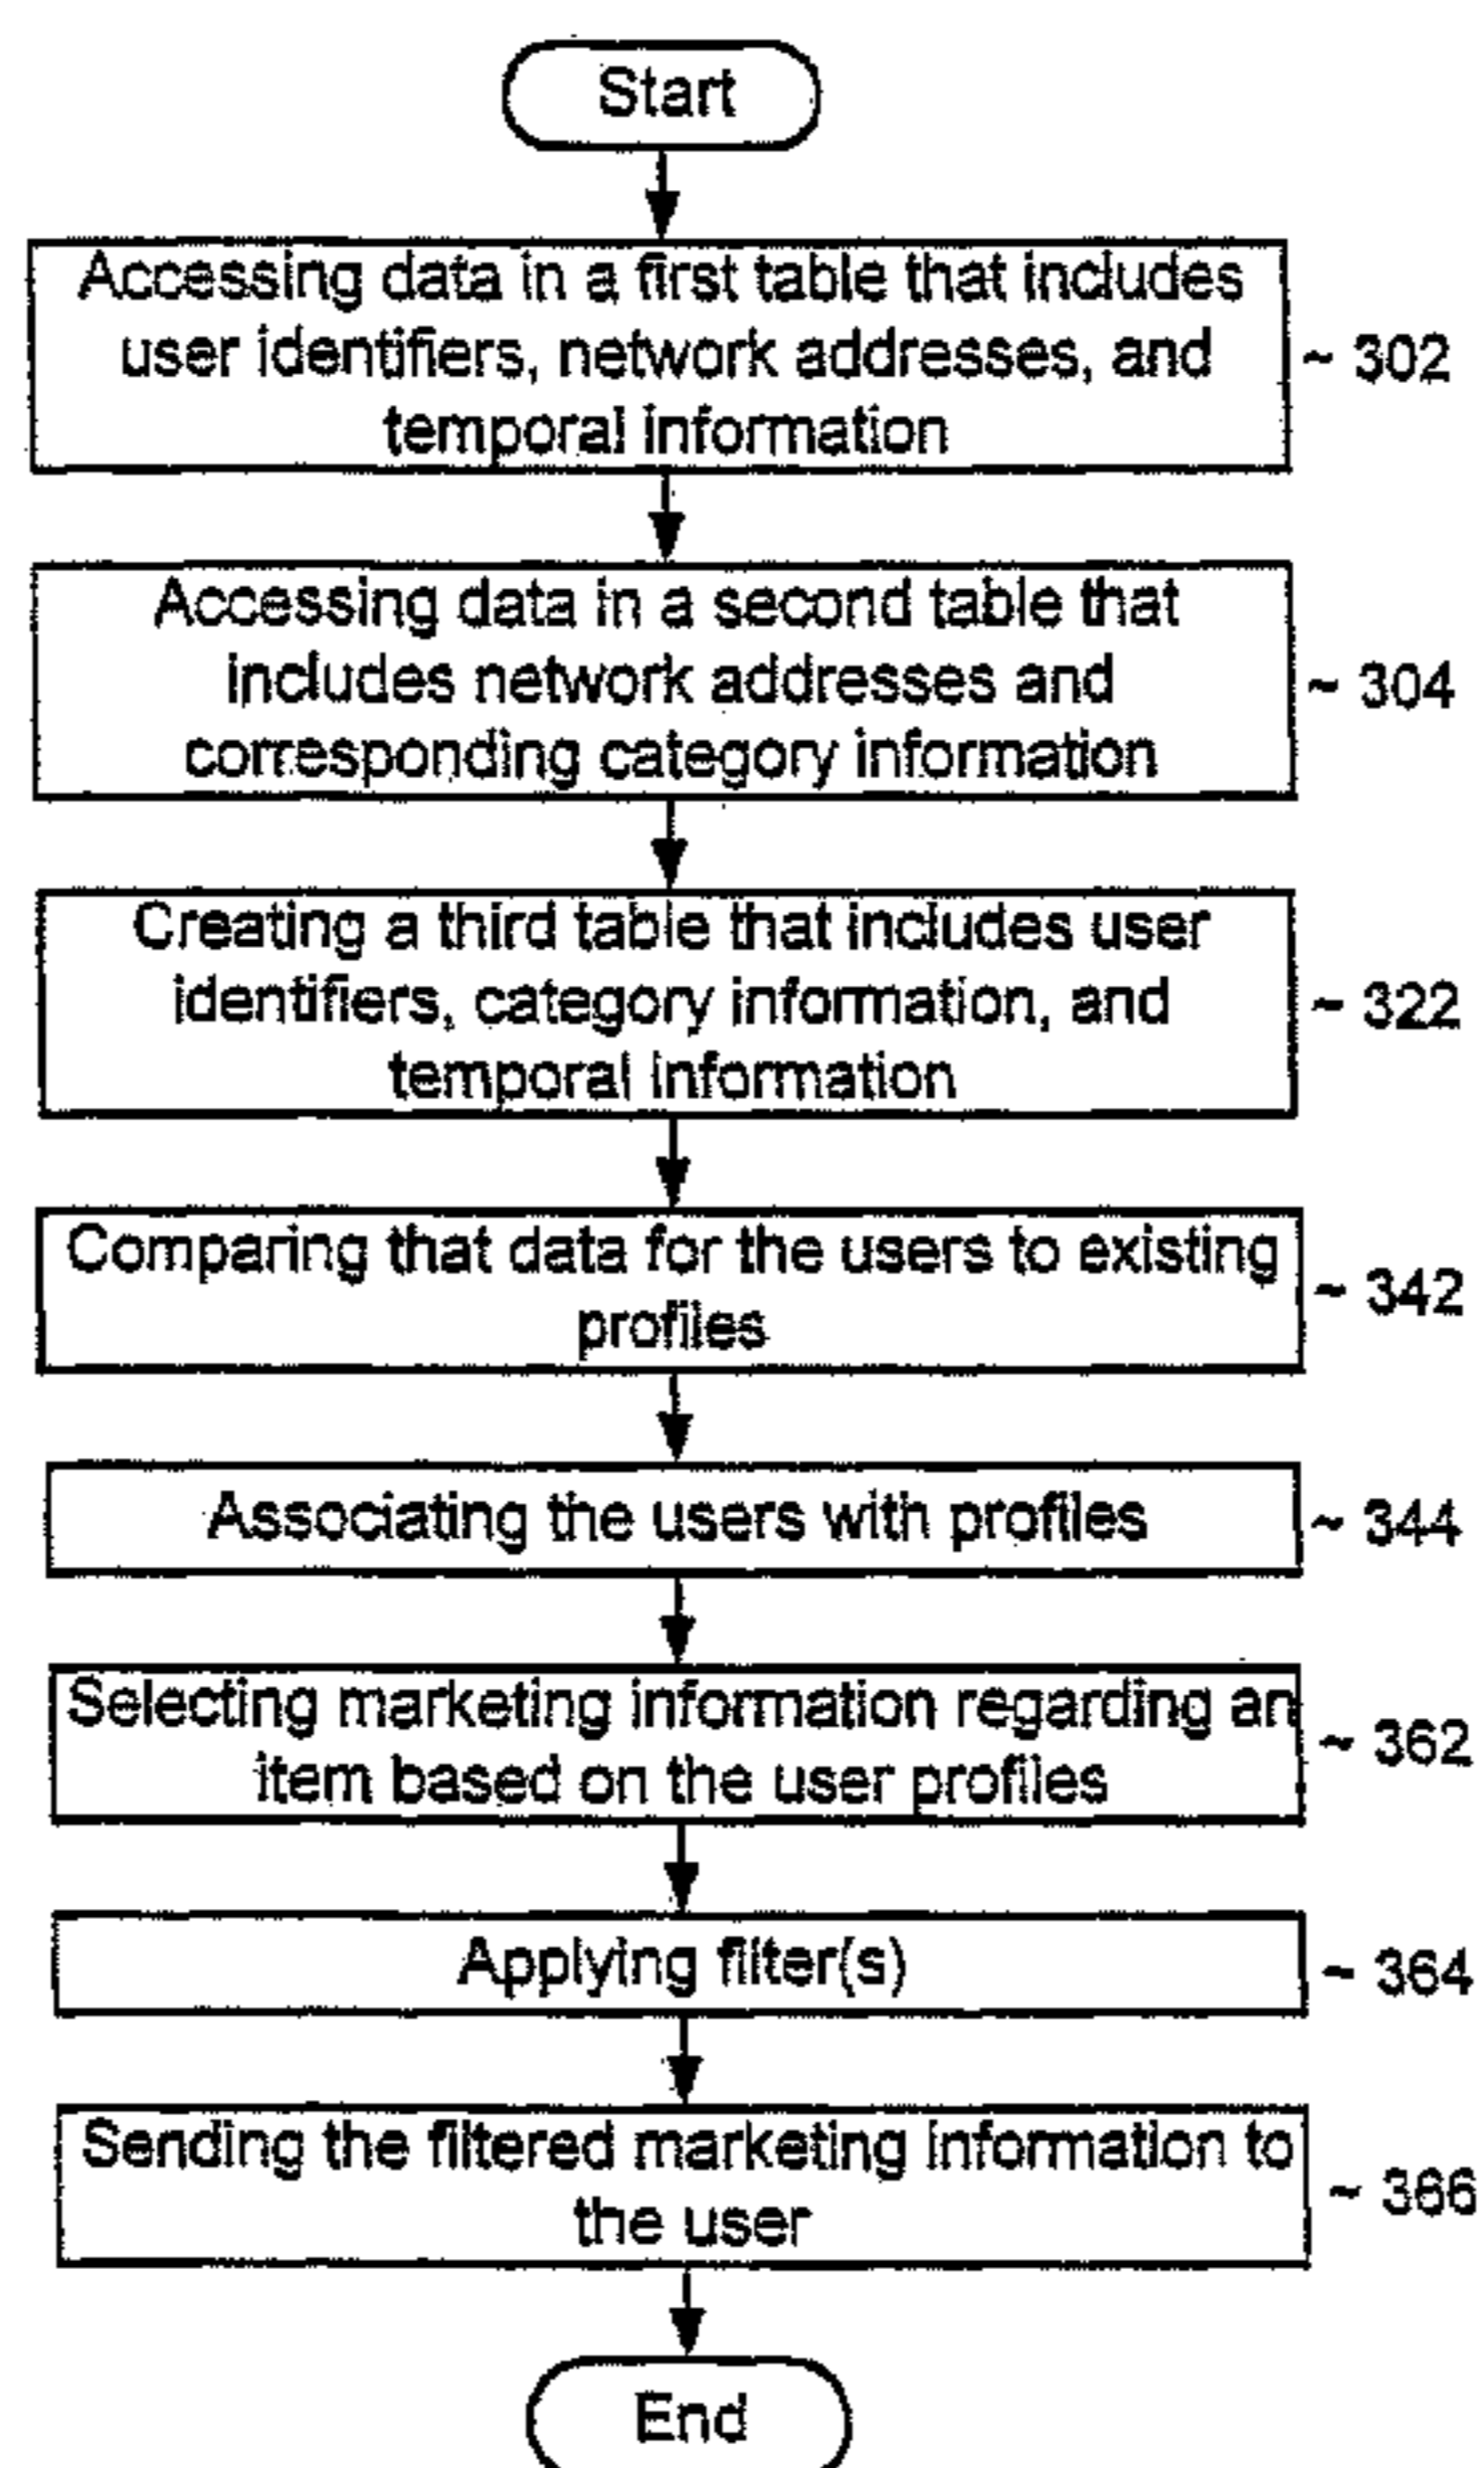 Start
Accessing data in a first table that includes
user identifiers, network addresses, and
temporal information
~ 302
Accessing data in a second table that
includes network addresses and
corresponding category information
~ 304
Creating a third table that includes user
identifiers, category information, and
temporal information
~ 322
Comparing that data for the users to existing
profiles
~ 342
Associating the users with profiles
~ 344
Selecting marketing information regarding an
item based on the user profiles
~ 362
Applying filter(s)
~ 364
Sending the filtered marketing information to
the user
~ 366
End